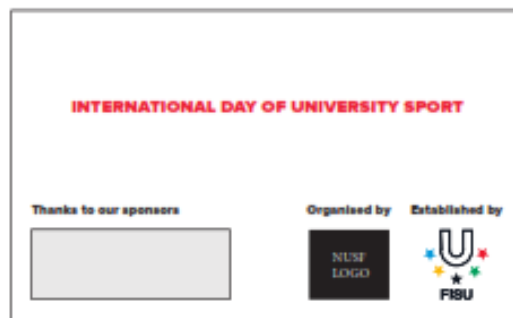 INTERNATIONAL DAY OF UNIVERSITY SPORT
Thanks to our sponsors
Organised by
Established by
NUSF
LOGO
FISU